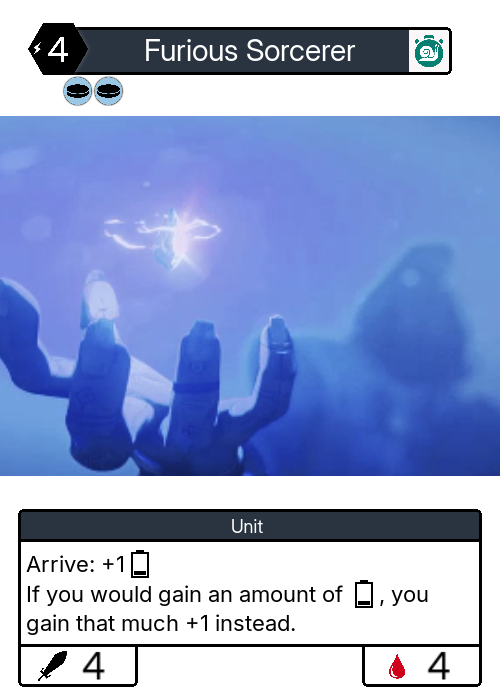 4 Furious Sorcerer
Unit
Arrive: +1
If you would gain an amount of , you
gain that much +1 instead.
4 4